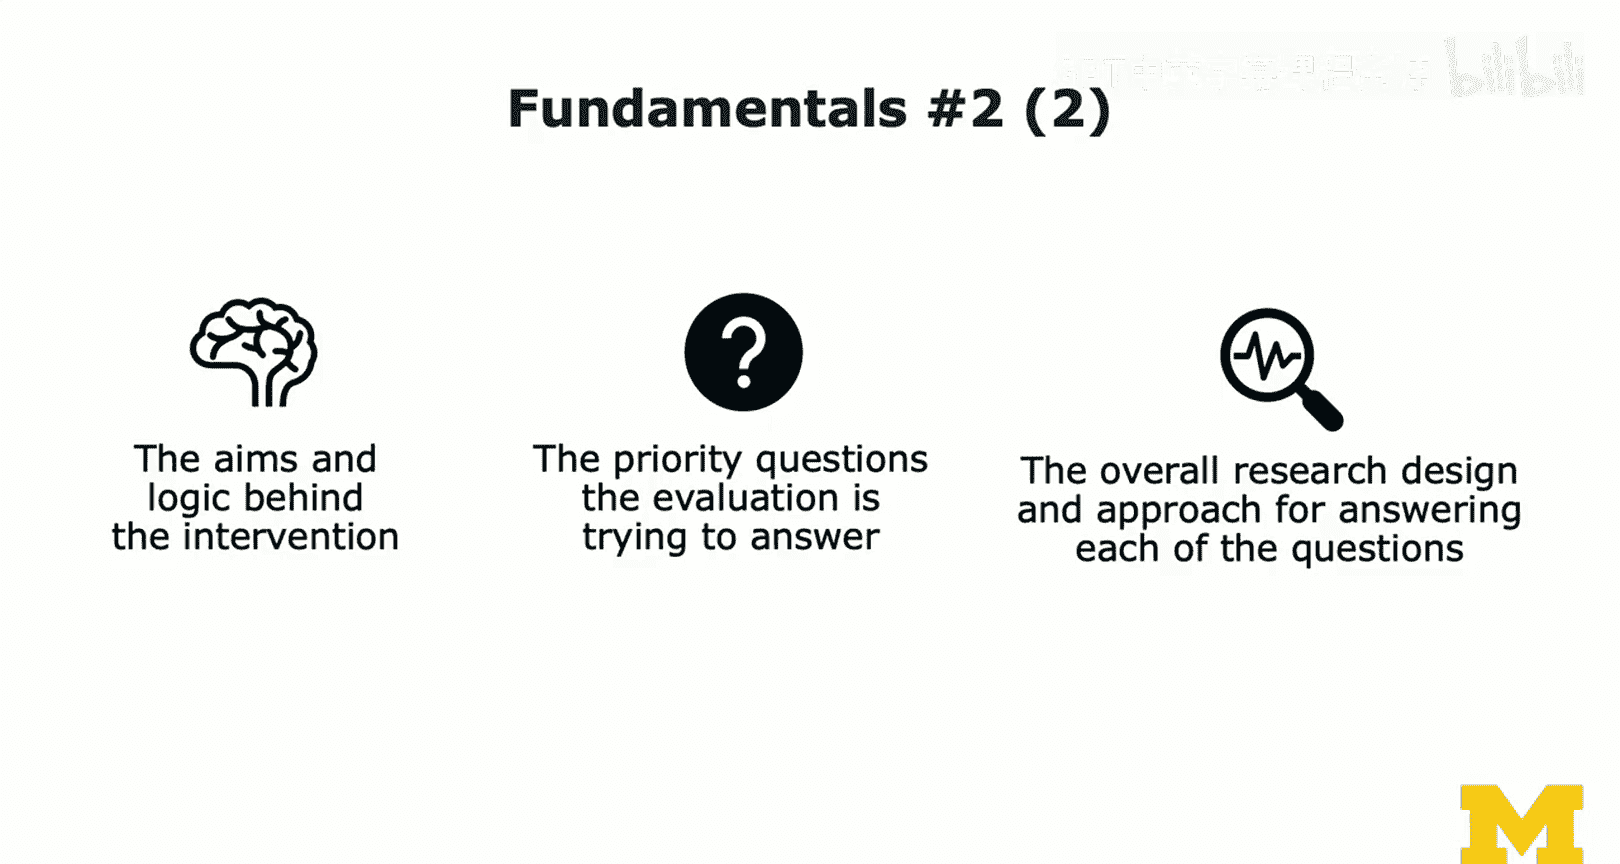 bilibili
Fundamentals #2 (2)
?
The aims and
logic behind
the intervention
The priority questions
the evaluation is
trying to answer
The overall research design
and approach for answering
each of the questions
M